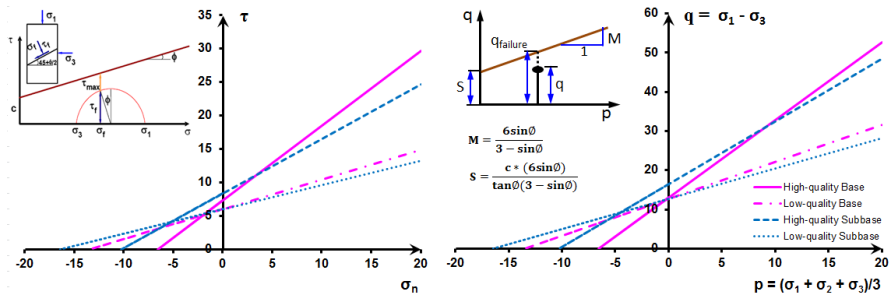 σ1
τ
σ1 τ1
45+θ/2
σ3
ϕ
τmax
τf
ϕ
c
σ3
σf
σ1
σ
τ
35
30
25
20
15
10
5
0
-20
-15
-10
-5
0
5
10
15
20
σn
q
qfailure
M
1
S
q
p
M = 6sinØ / 3 − sinØ
S = c * (6sinØ) / tanØ(3 − sinØ)
q = σ1 - σ3
60
50
40
30
20
10
0
High-quality Base
Low-quality Base
High-quality Subbase
Low-quality Subbase
-20
-15
-10
-5
0
5
10
15
20
p = (σ1 + σ2 + σ3)/3